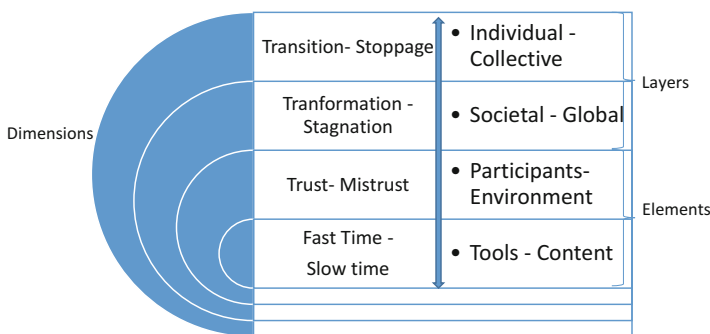 Dimensions
Transition- Stoppage
• Individual -
Collective
Tranformation -
Stagnation
• Societal - Global
Layers
Trust- Mistrust
• Participants-
Environment
Fast Time -
Slow time
• Tools - Content
Elements